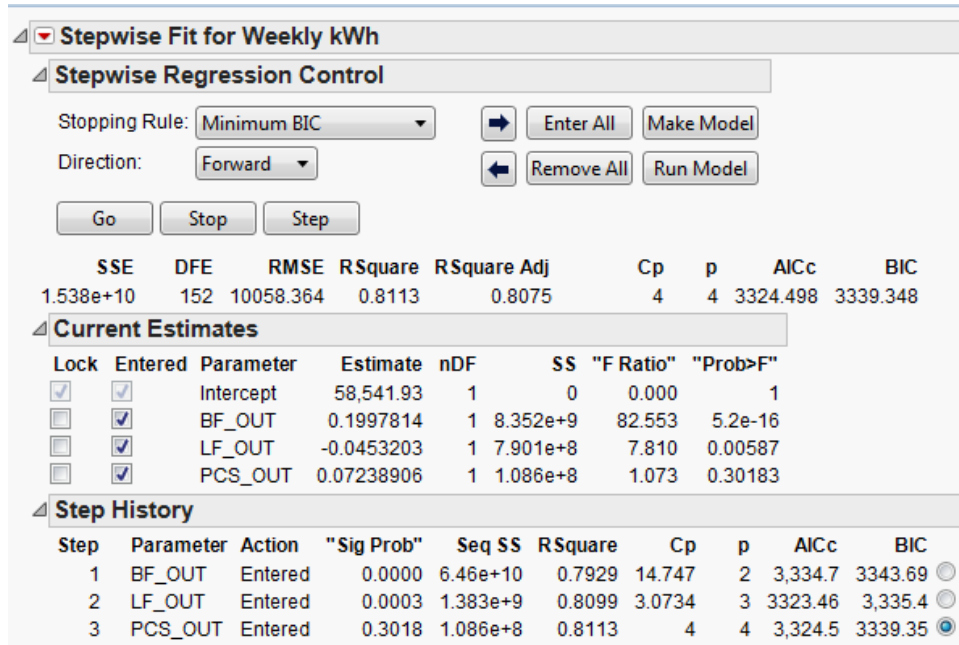 Stepwise Fit for Weekly kWh
Stepwise Regression Control
Stopping Rule: Minimum BIC Enter All Make Model
Direction: Forward Remove All Run Model
Go Stop Step
SSE DFE RMSE RSquare RSquare Adj Cp p AICc BIC
1.538e+10 152 10058.364 0.8113 0.8075 4 4 3324.498 3339.348
Current Estimates
Lock Entered Parameter Estimate nDF SS "F Ratio" "Prob>F"
Intercept 58,541.93 1 0 0.000 1
BF_OUT 0.1997814 1 8.352e+9 82.553 5.2e-16
LF_OUT -0.0453203 1 7.901e+8 7.810 0.00587
PCS_OUT 0.07238906 1 1.086e+8 1.073 0.30183
Step History
Step Parameter Action "Sig Prob" Seq SS RSquare Cp p AICc BIC
1 BF_OUT Entered 0.0000 6.46e+10 0.7929 14.747 2 3,334.7 3343.69
2 LF_OUT Entered 0.0003 1.383e+9 0.8099 3.0734 3 3323.46 3,335.4
3 PCS_OUT Entered 0.3018 1.086e+8 0.8113 4 4 3,324.5 3339.35